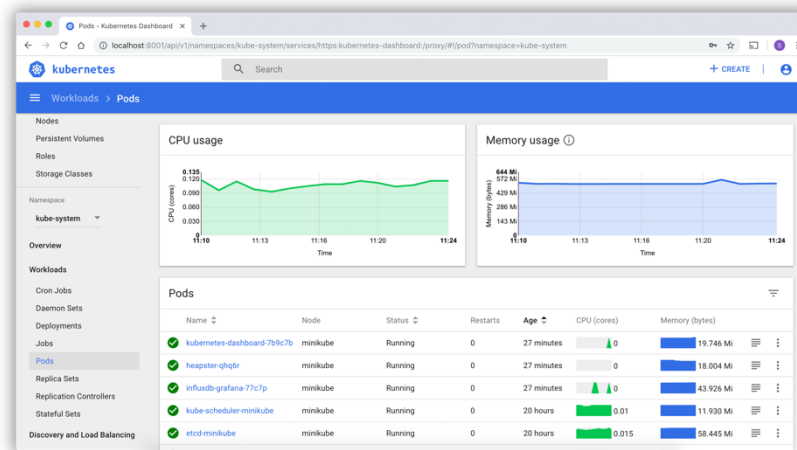 Pods - Kubernetes Dashboard
localhost:8001/api/v1/namespaces/kube-system/services/https:kubernetes-dashboard:/proxy/#!/pod?namespace=kube-system
kubernetes
Search
+ CREATE
Workloads > Pods
Nodes
Persistent Volumes
Roles
Storage Classes
Namespace
kube-system
Overview
Workloads
Cron Jobs
Daemon Sets
Deployments
Jobs
Pods
Replica Sets
Replication Controllers
Stateful Sets
Discovery and Load Balancing
CPU usage
CPU (cores)
0.135
0.120
0.090
0.060
0.030
0
11:10 11:13 11:16 11:20 11:24
Time
Memory usage
Memory (bytes)
644 Mi
572 Mi
429 Mi
286 Mi
143 Mi
0
11:10 11:13 11:16 11:20 11:24
Time
Pods
Name Node Status Restarts Age CPU (cores) Memory (bytes)
kubernetes-dashboard-7b9c7b minikube Running 0 27 minutes 0 19.746 Mi
heapster-qhq6r minikube Running 0 27 minutes 0 18.004 Mi
influxdb-grafana-77c7p minikube Running 0 27 minutes 0 43.926 Mi
kube-scheduler-minikube minikube Running 0 20 hours 0.01 11.930 Mi
etcd-minikube minikube Running 0 20 hours 0.015 58.445 Mi